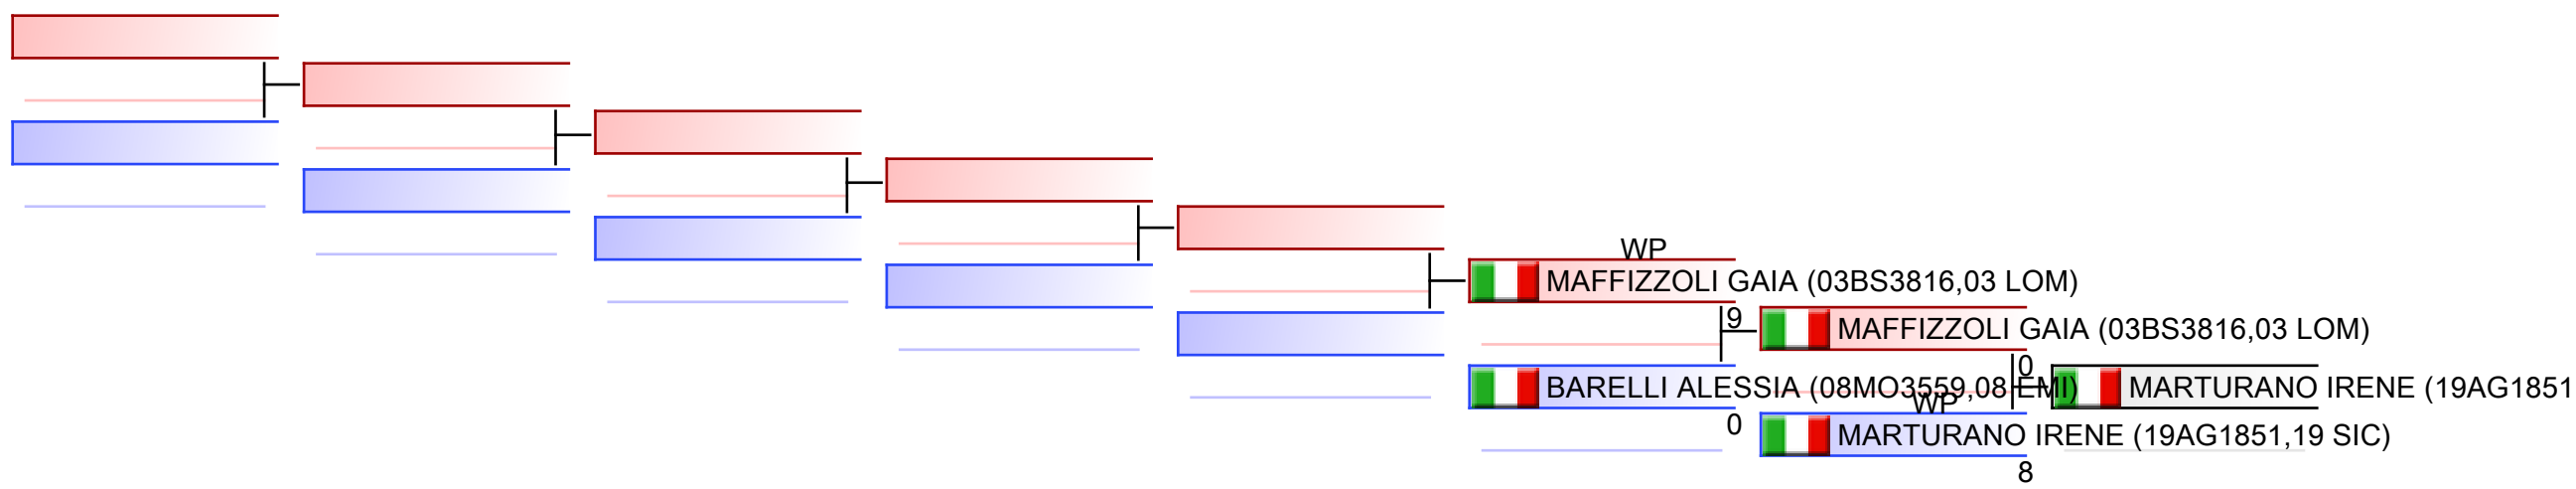 WP
MAFFIZZOLI GAIA (03BS3816,03 LOM)
9
MAFFIZZOLI GAIA (03BS3816,03 LOM)
0
BARELLI ALESSIA (08MO3559,08 EMI)
MARTURANO IRENE (19AG1851
WP
0
MARTURANO IRENE (19AG1851,19 SIC)
8